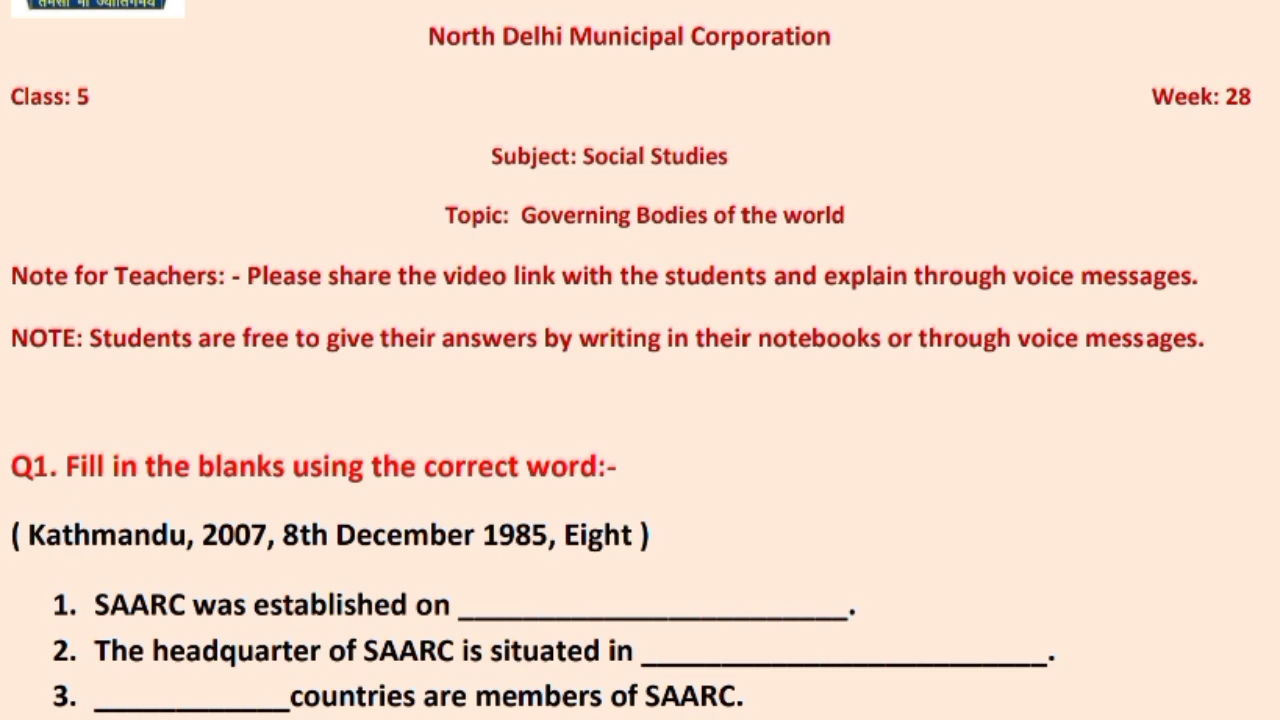 तमसो मा ज्योतिर्गमय
North Delhi Municipal Corporation
Class: 5 Week: 28
Subject: Social Studies
Topic: Governing Bodies of the world
Note for Teachers: - Please share the video link with the students and explain through voice messages.
NOTE: Students are free to give their answers by writing in their notebooks or through voice messages.
Q1. Fill in the blanks using the correct word:-
( Kathmandu, 2007, 8th December 1985, Eight )
1. SAARC was established on ________________________.
2. The headquarter of SAARC is situated in _________________________.
3. ____________countries are members of SAARC.